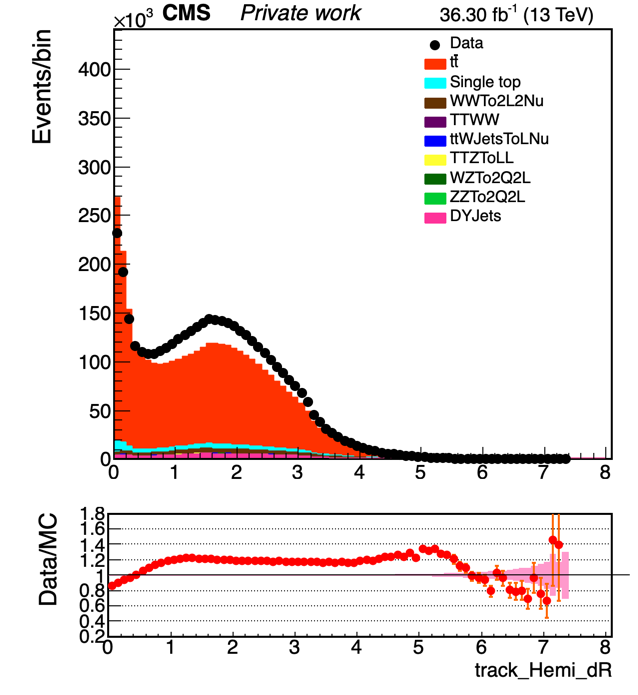 ×10³ CMS Private work 36.30 fb⁻¹ (13 TeV)
Events/bin
400
350
300
250
200
150
100
50
0
0 1 2 3 4 5 6 7 8
Data
tt̄
Single top
WWTo2L2Nu
TTWW
ttWJetsToLNu
TTZToLL
WZTo2Q2L
ZZTo2Q2L
DYJets
Data/MC
1.8
1.6
1.4
1.2
1
0.8
0.6
0.4
0.2
0 1 2 3 4 5 6 7 8
track_Hemi_dR